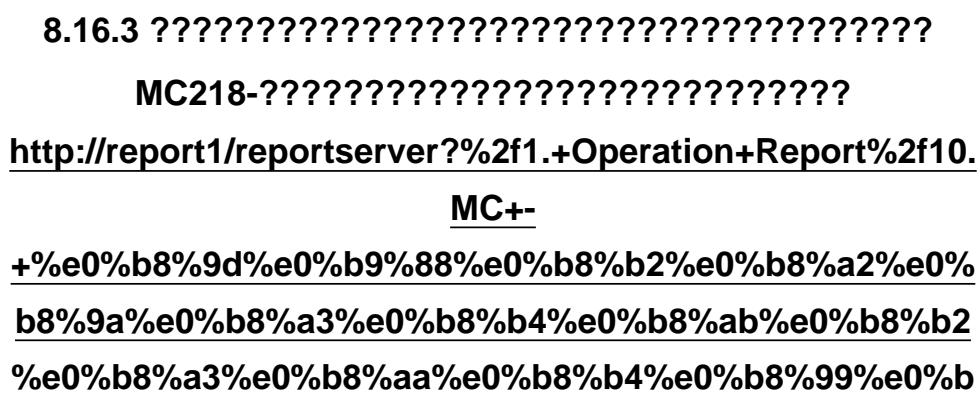 8.16.3 ?????????????????????????????????????
MC218-????????????????????????????
http://report1/reportserver?%2f1.+Operation+Report%2f10.
MC+-
+%e0%b8%9d%e0%b9%88%e0%b8%b2%e0%b8%a2%e0%
b8%9a%e0%b8%a3%e0%b8%b4%e0%b8%ab%e0%b8%b2
%e0%b8%a3%e0%b8%aa%e0%b8%b4%e0%b8%99%e0%b